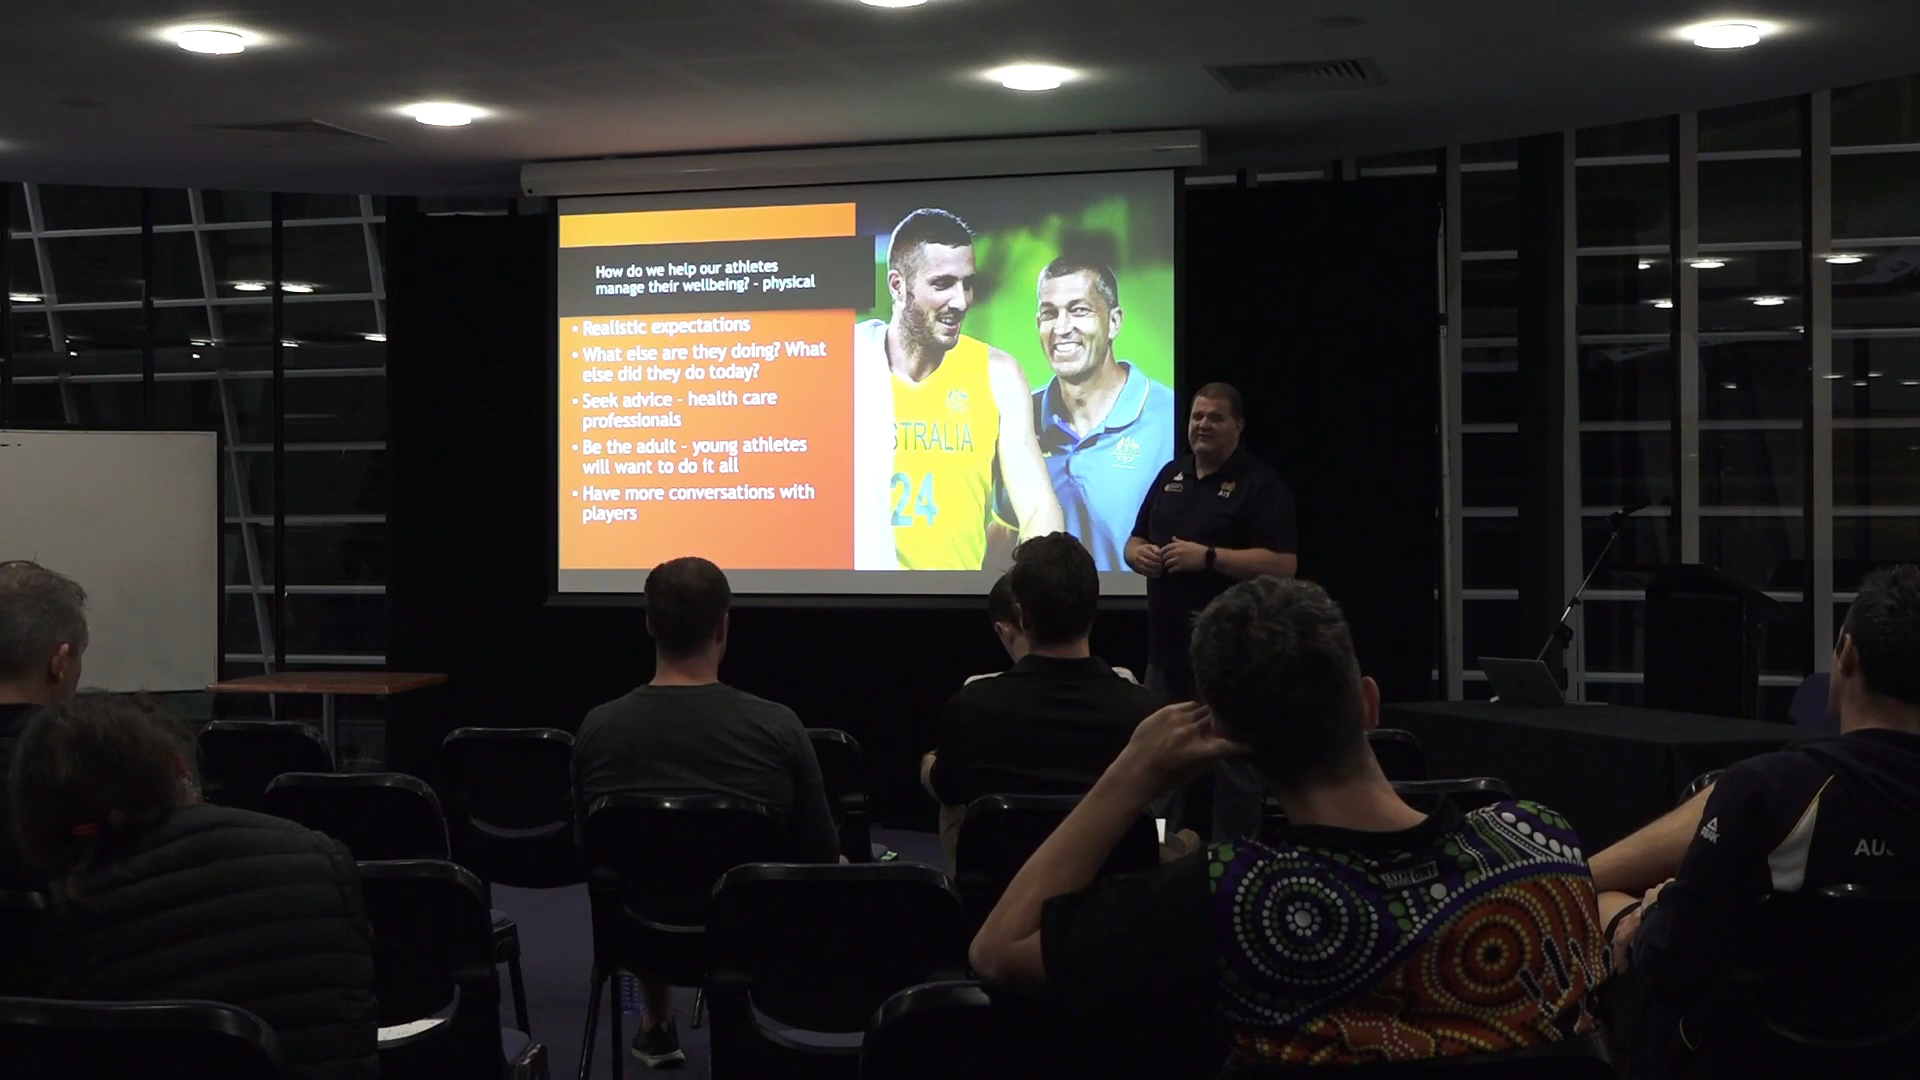 How do we help our athletes
manage their wellbeing? - physical
• Realistic expectations
• What else are they doing? What
else did they do today?
• Seek advice - health care
professionals
• Be the adult - young athletes
will want to do it all
• Have more conversations with
players
STRALIA
24
AIS
PEAK
AU